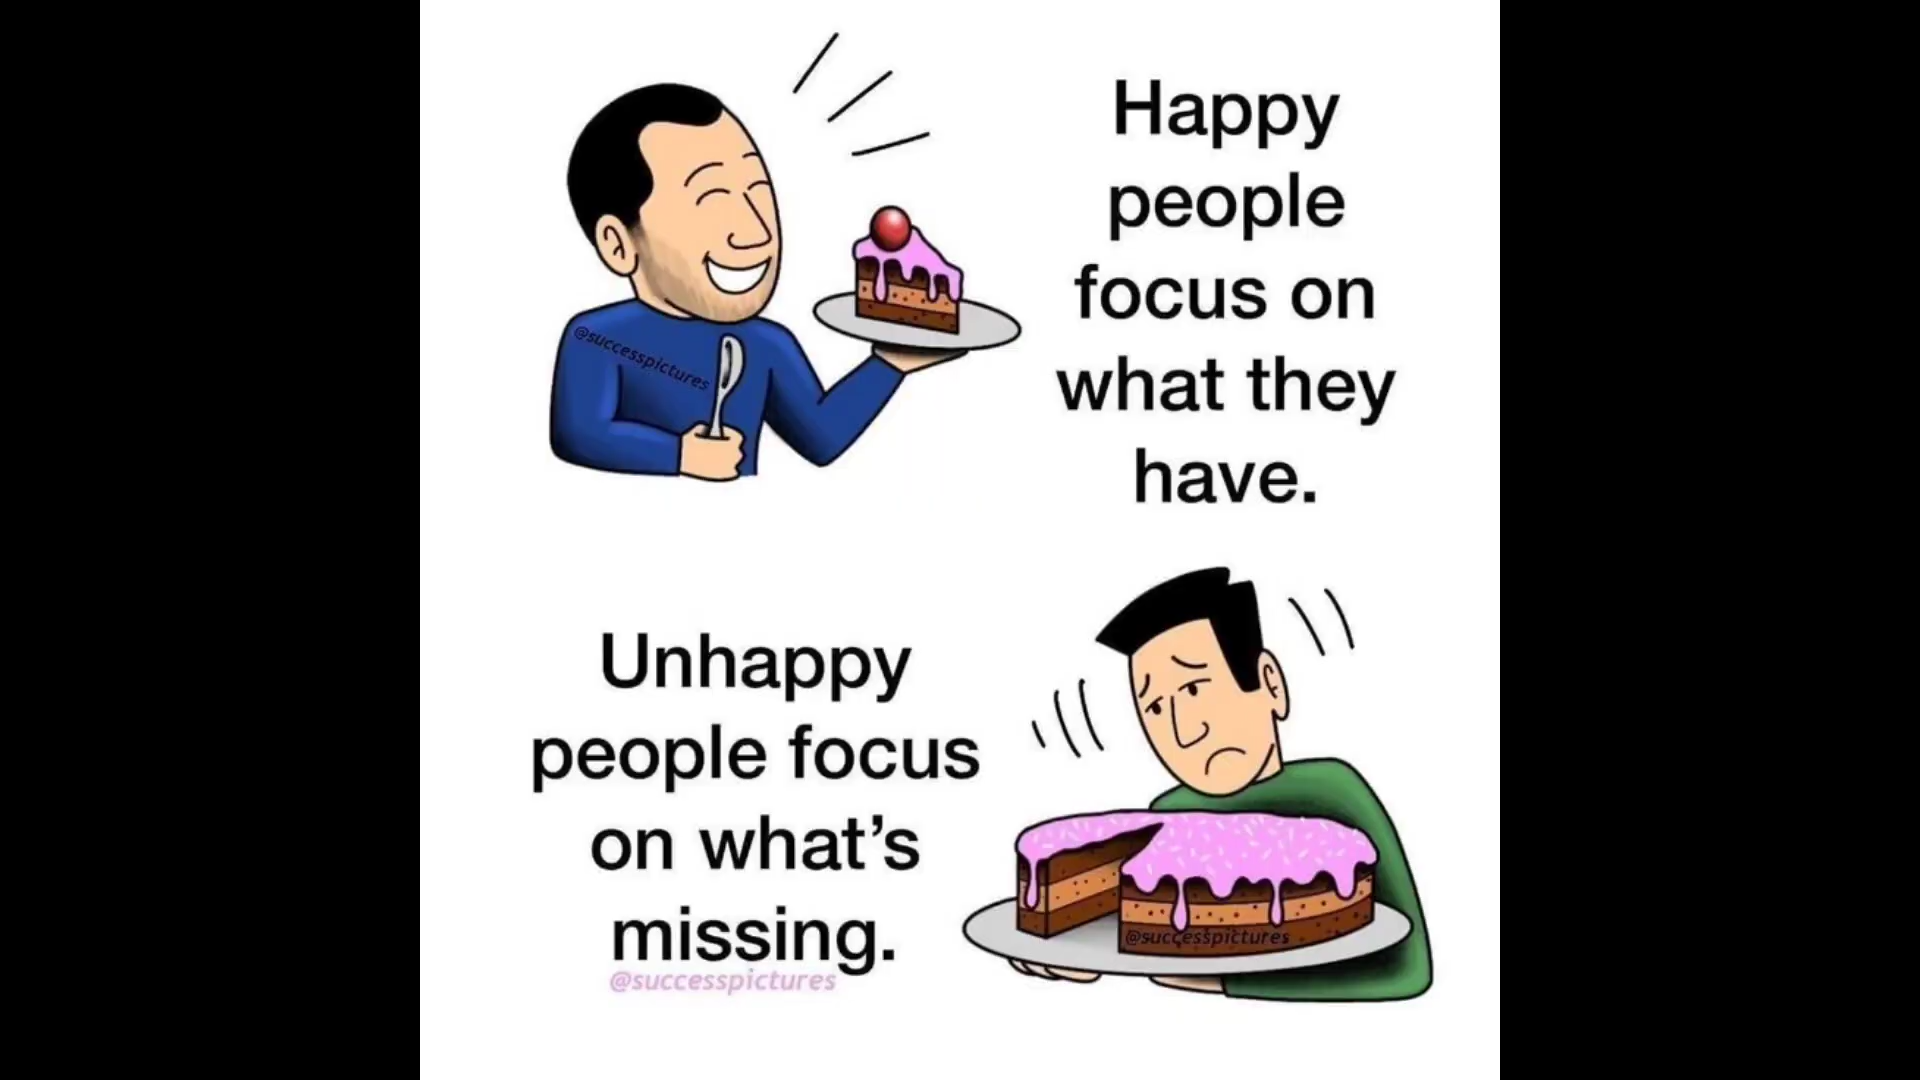 Happy
people
focus on
what they
have.
@successpictures
Unhappy
people focus
on what's
missing.
@successpictures
@successpictures